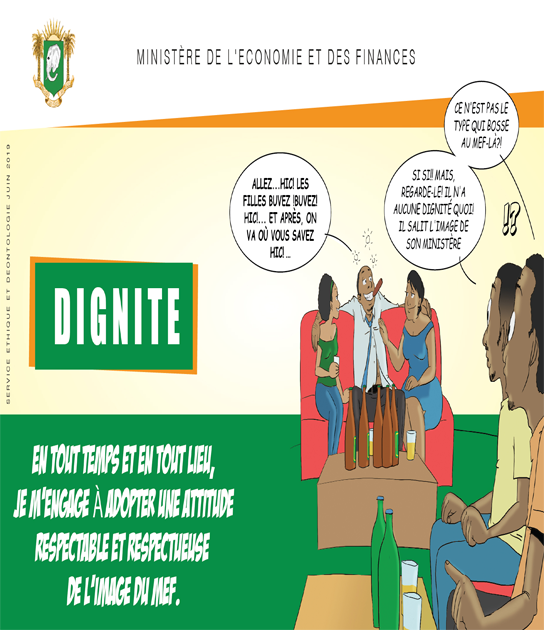 MINISTÈRE DE L'ECONOMIE ET DES FINANCES
CE N'EST PAS LE
TYPE QUI BOSSE
AU MEF-LÀ?!
SI SI!! MAIS,
REGARDE-LE! IL N'A
AUCUNE DIGNITÉ QUOI!
IL SALIT L'IMAGE DE
SON MINISTÈRE
!?
ALLEZ...HIC! LES
FILLES BUVEZ !BUVEZ!
HIC!... ET APRÈS, ON
VA OÙ VOUS SAVEZ
HIC! ...
SERVICE ETHIQUE ET DEONTOLOGIE JUIN 2019
DIGNITE
EN TOUT TEMPS ET EN TOUT LIEU,
JE M'ENGAGE À ADOPTER UNE ATTITUDE
RESPECTABLE ET RESPECTUEUSE
DE L'IMAGE DU MEF.